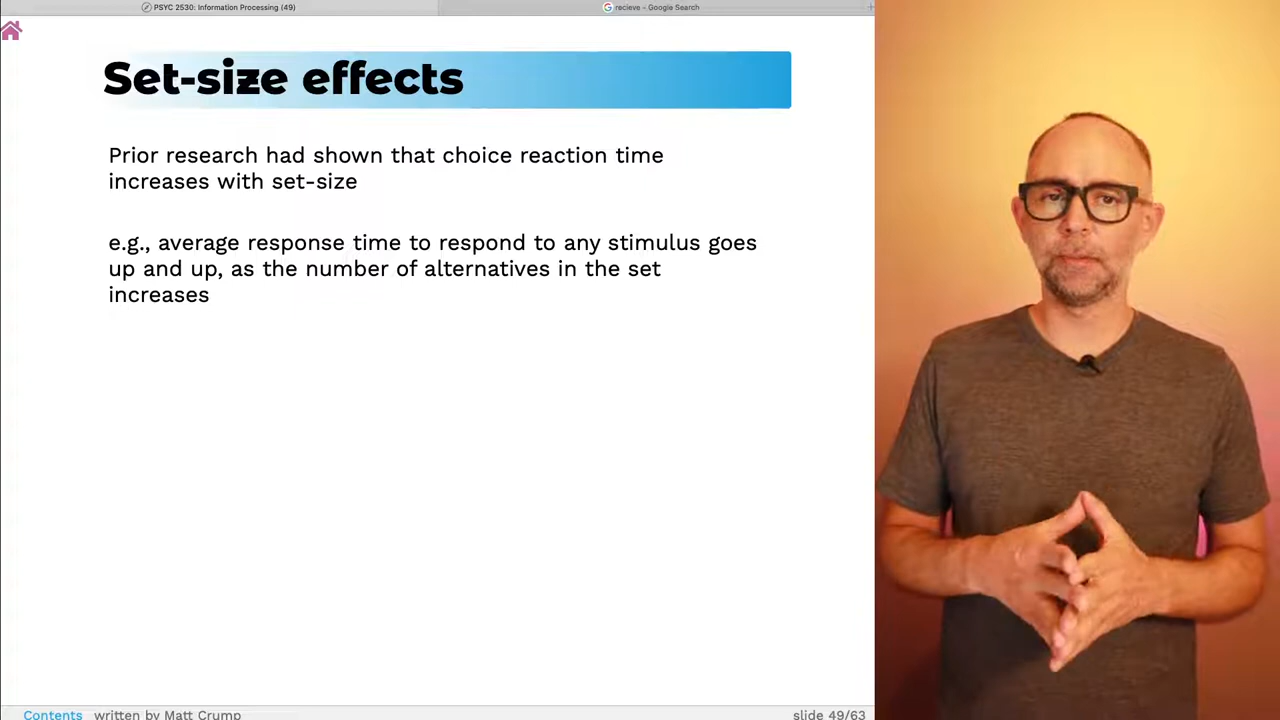 PSYC 2530: Information Processing (49)
recieve - Google Search
Set-size effects
Prior research had shown that choice reaction time
increases with set-size
e.g., average response time to respond to any stimulus goes
up and up, as the number of alternatives in the set
increases
Contents written by Matt Crump
slide 49/63